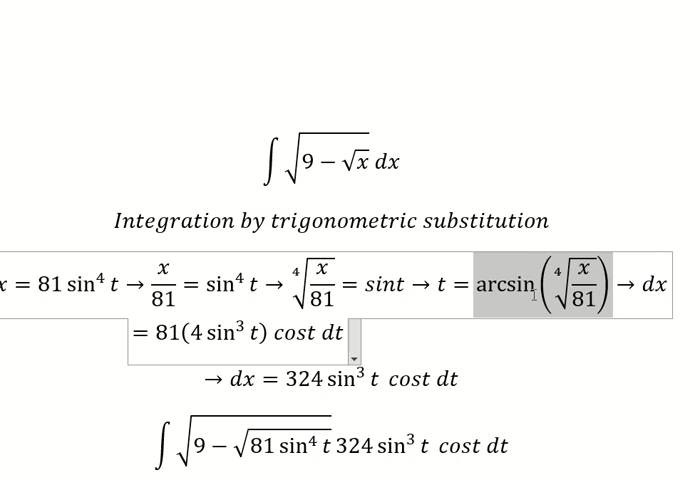 ∫ √(9 − √x) dx
Integration by trigonometric substitution
x = 81 sin⁴ t → x/81 = sin⁴ t → ⁴√(x/81) = sint → t = arcsin(⁴√(x/81)) → dx
= 81(4 sin³ t) cost dt
→ dx = 324 sin³ t cost dt
∫ √(9 − √(81 sin⁴ t)) 324 sin³ t cost dt